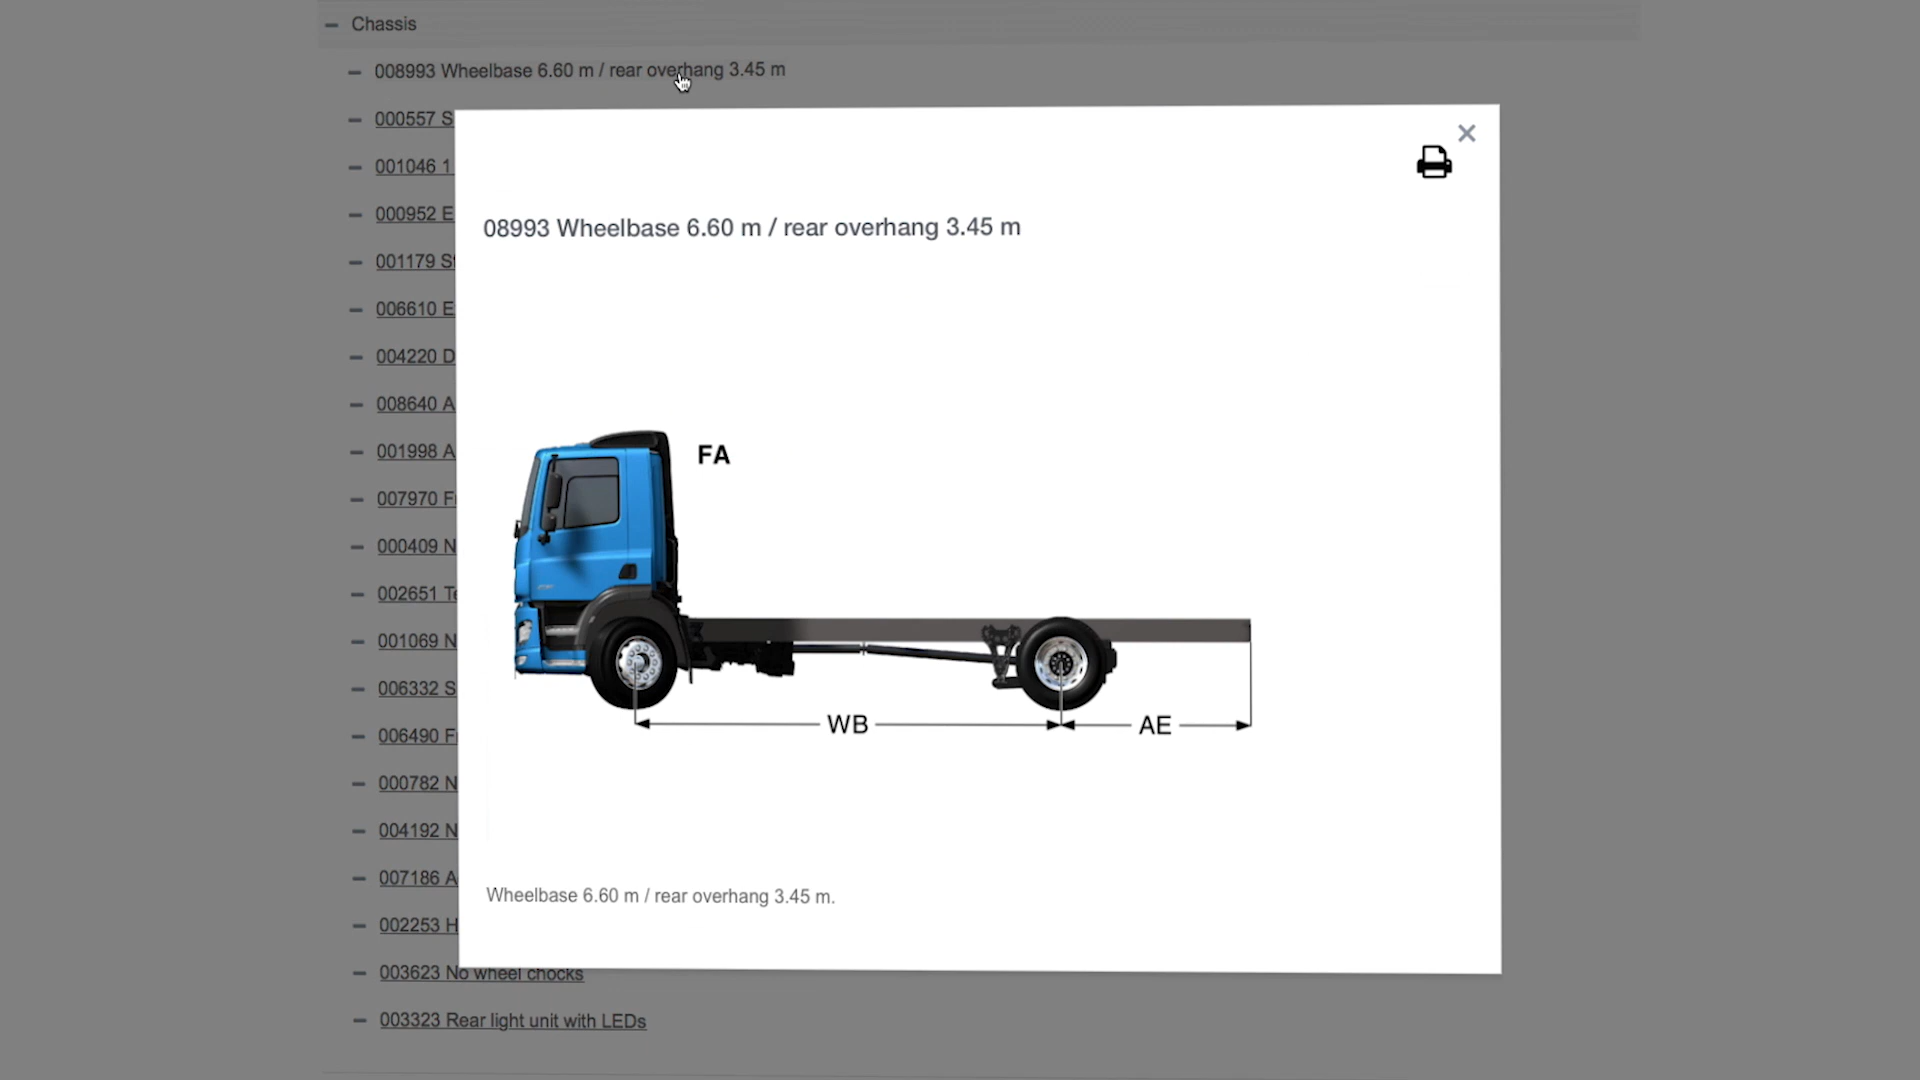 Chassis
008993 Wheelbase 6.60 m / rear overhang 3.45 m
000557 S
001046 1
000952 E
001179 S
006610 E
004220 D
008640 A
001998 A
007970 F
000409 N
002651 Te
001069 N
006332 S
006490 F
000782 N
004192 N
007186 A
002253 H
003623 No wheel chocks
003323 Rear light unit with LEDs
08993 Wheelbase 6.60 m / rear overhang 3.45 m
FA
WB
AE
Wheelbase 6.60 m / rear overhang 3.45 m.